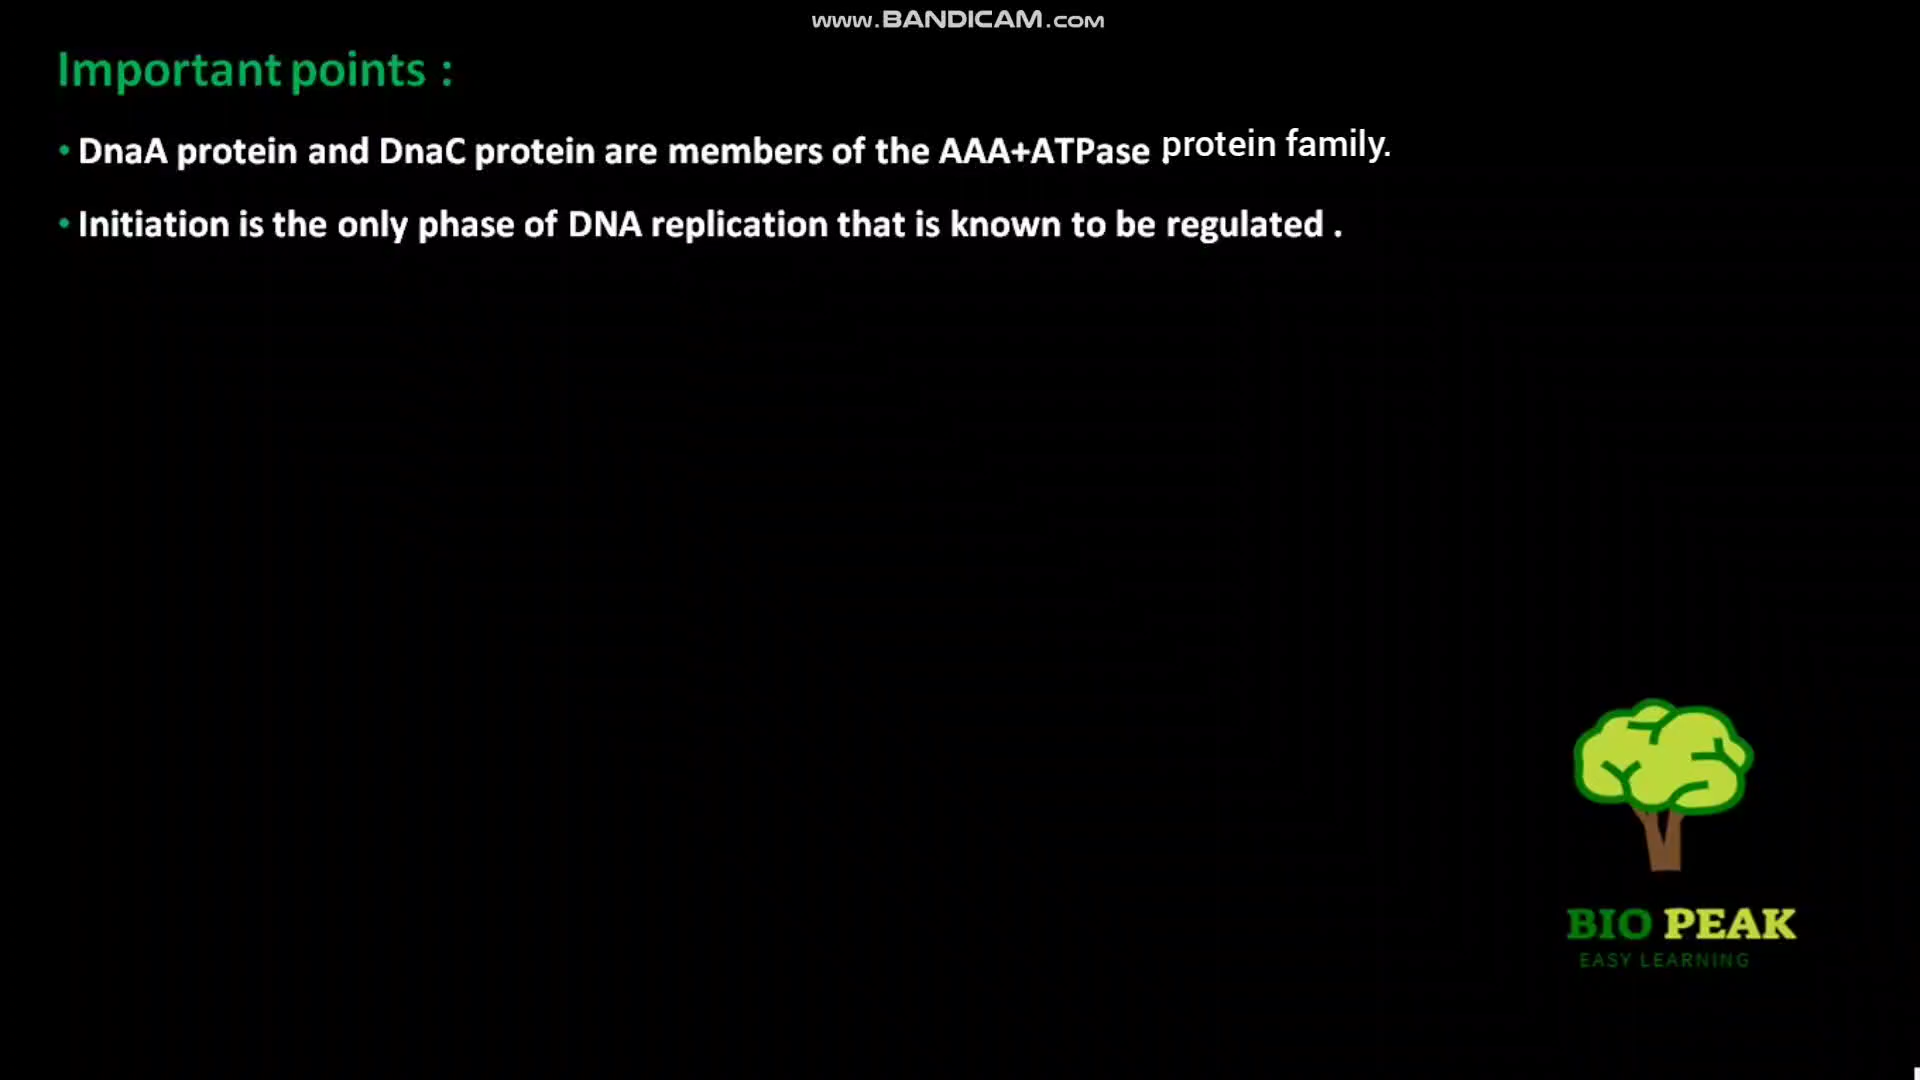 www.BANDICAM.com
Important points :
• DnaA protein and DnaC protein are members of the AAA+ATPase protein family.
• Initiation is the only phase of DNA replication that is known to be regulated .
BIO PEAK
EASY LEARNING